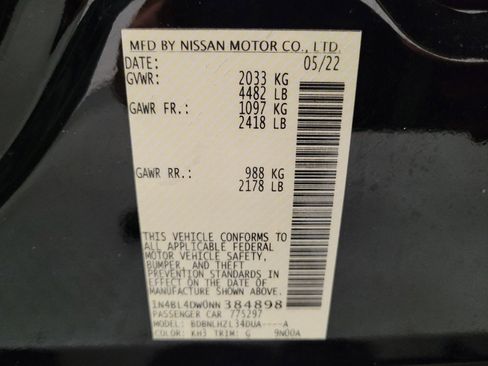 MFD BY NISSAN MOTOR CO., LTD.
DATE: 05/22
GVWR: 2033 KG
4482 LB
GAWR FR.: 1097 KG
2418 LB
GAWR RR.: 988 KG
2178 LB
THIS VEHICLE CONFORMS TO
ALL APPLICABLE FEDERAL
MOTOR VEHICLE SAFETY,
BUMPER, AND THEFT
PREVENTION STANDARDS IN
EFFECT ON THE DATE OF
MANUFACTURE SHOWN ABOVE.
1N4BL4DW0NN384898
PASSENGER CAR 775297
MODEL: BDBNLHZL34DUA----A
COLOR: KH3 TRIM: G 9N00A